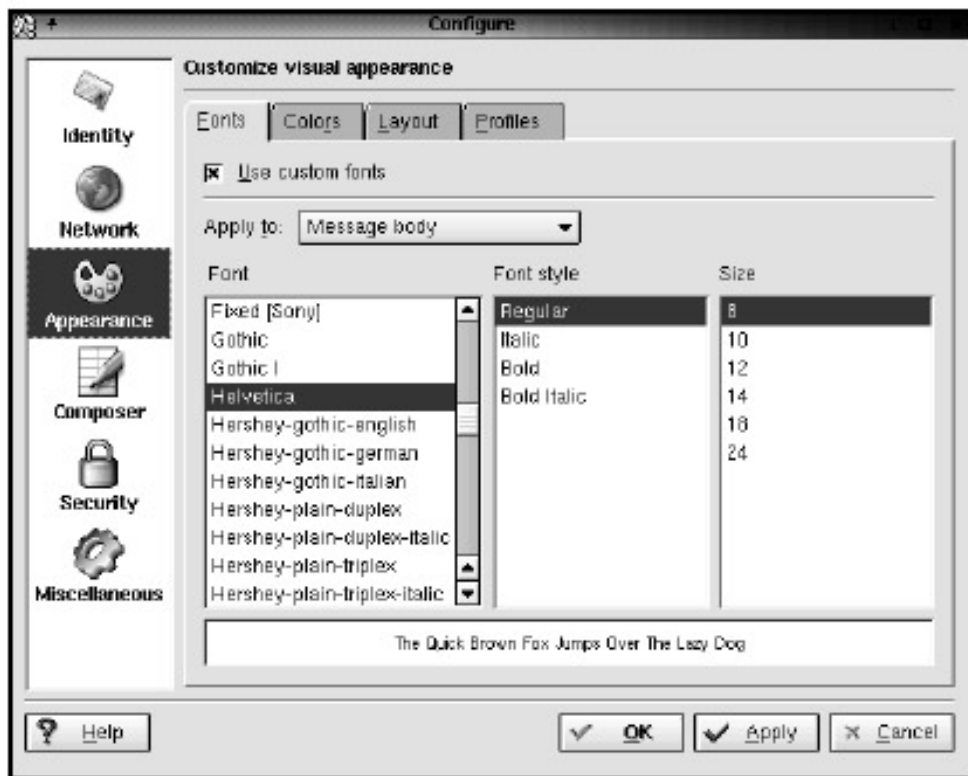 Configure
Customize visual appearance
Identity
Network
Appearance
Composer
Security
Miscellaneous
Fonts
Colors
Layout
Profiles
Use custom fonts
Apply to:
Message body
Font
Fixed [Sony]
Gothic
Gothic I
Helvetica
Hershey-gothic-english
Hershey-gothic-german
Hershey-gothic-italian
Hershey-plain-duplex
Hershey-plain-duplex-italic
Hershey-plain-triplex
Hershey-plain-triplex-italic
Font style
Regular
Italic
Bold
Bold Italic
Size
8
10
12
14
18
24
The Quick Brown Fox Jumps Over The Lazy Dog
Help
OK
Apply
Cancel